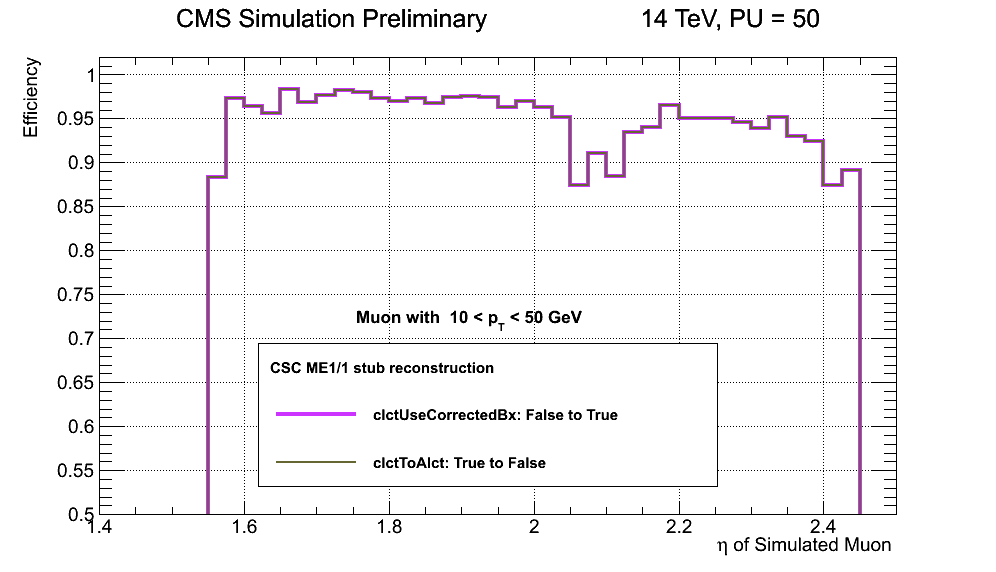 CMS Simulation Preliminary 14 TeV, PU = 50
Efficiency
1
0.95
0.9
0.85
0.8
0.75
0.7
0.65
0.6
0.55
0.5
Muon with 10 < pT < 50 GeV
CSC ME1/1 stub reconstruction
clctUseCorrectedBx: False to True
clctToAlct: True to False
1.4 1.6 1.8 2 2.2 2.4
η of Simulated Muon